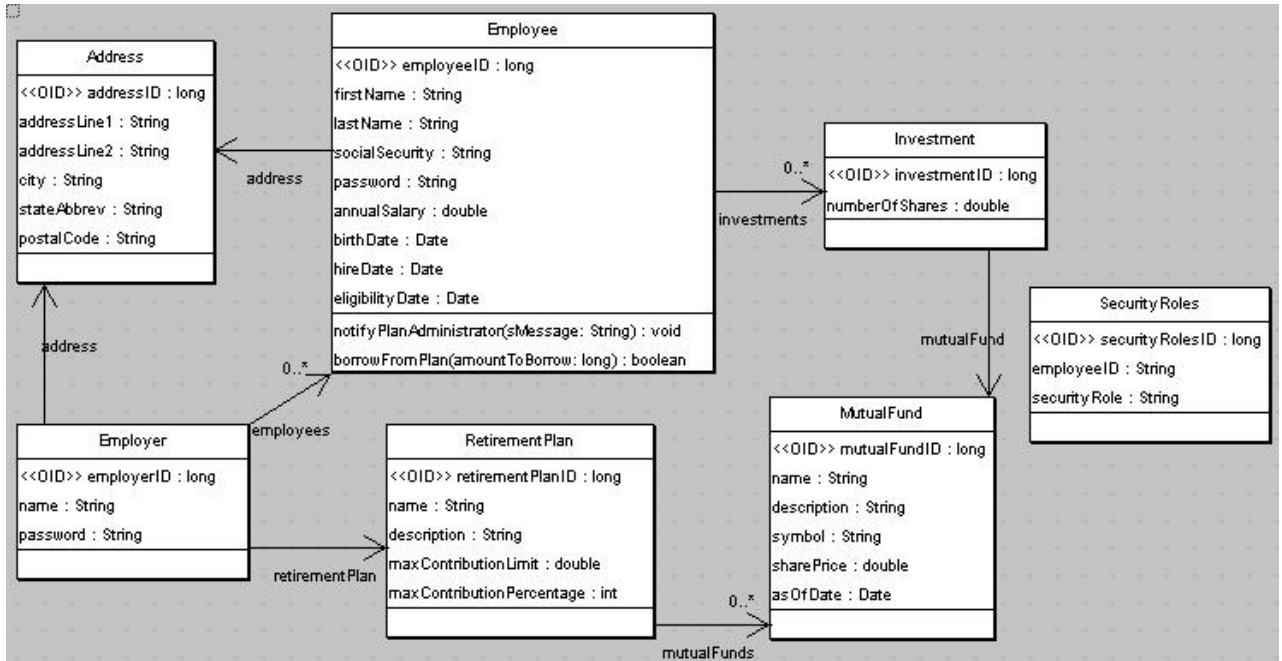 Address
<<OID>> addressID : long
addressLine1 : String
addressLine2 : String
city : String
stateAbbrev : String
postalCode : String
Employee
<<OID>> employeeID : long
firstName : String
lastName : String
socialSecurity : String
password : String
annualSalary : double
birthDate : Date
hireDate : Date
eligibilityDate : Date
notifyPlanAdministrator(sMessage: String) : void
borrowFromPlan(amountToBorrow: long) : boolean
address
0..*
investments
Investment
<<OID>> investmentID : long
numberOfShares : double
mutualFund
SecurityRoles
<<OID>> securityRolesID : long
employeeID : String
securityRole : String
address
0..*
employees
Employer
<<OID>> employerID : long
name : String
password : String
retirementPlan
RetirementPlan
<<OID>> retirementPlanID : long
name : String
description : String
maxContributionLimit : double
maxContributionPercentage : int
0..*
mutualFunds
MutualFund
<<OID>> mutualFundID : long
name : String
description : String
symbol : String
sharePrice : double
asOfDate : Date